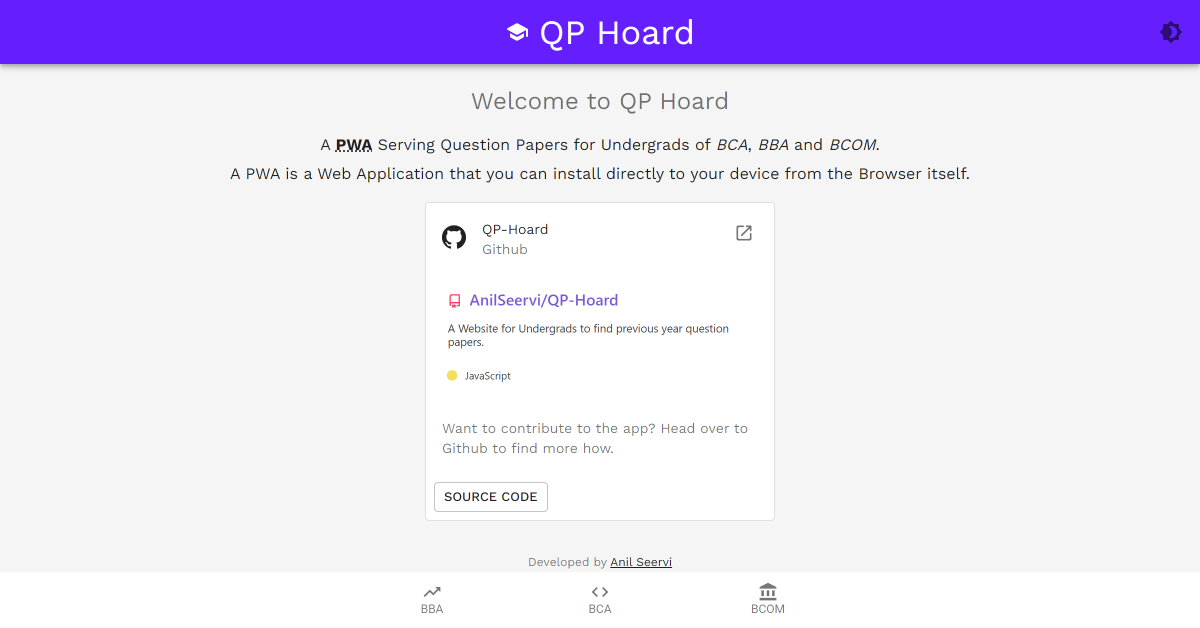 QP Hoard
Welcome to QP Hoard
A PWA Serving Question Papers for Undergrads of BCA, BBA and BCOM.
A PWA is a Web Application that you can install directly to your device from the Browser itself.
QP-Hoard
Github
AnilSeervi/QP-Hoard
A Website for Undergrads to find previous year question
papers.
JavaScript
Want to contribute to the app? Head over to
Github to find more how.
SOURCE CODE
Developed by Anil Seervi
BBA
BCA
BCOM